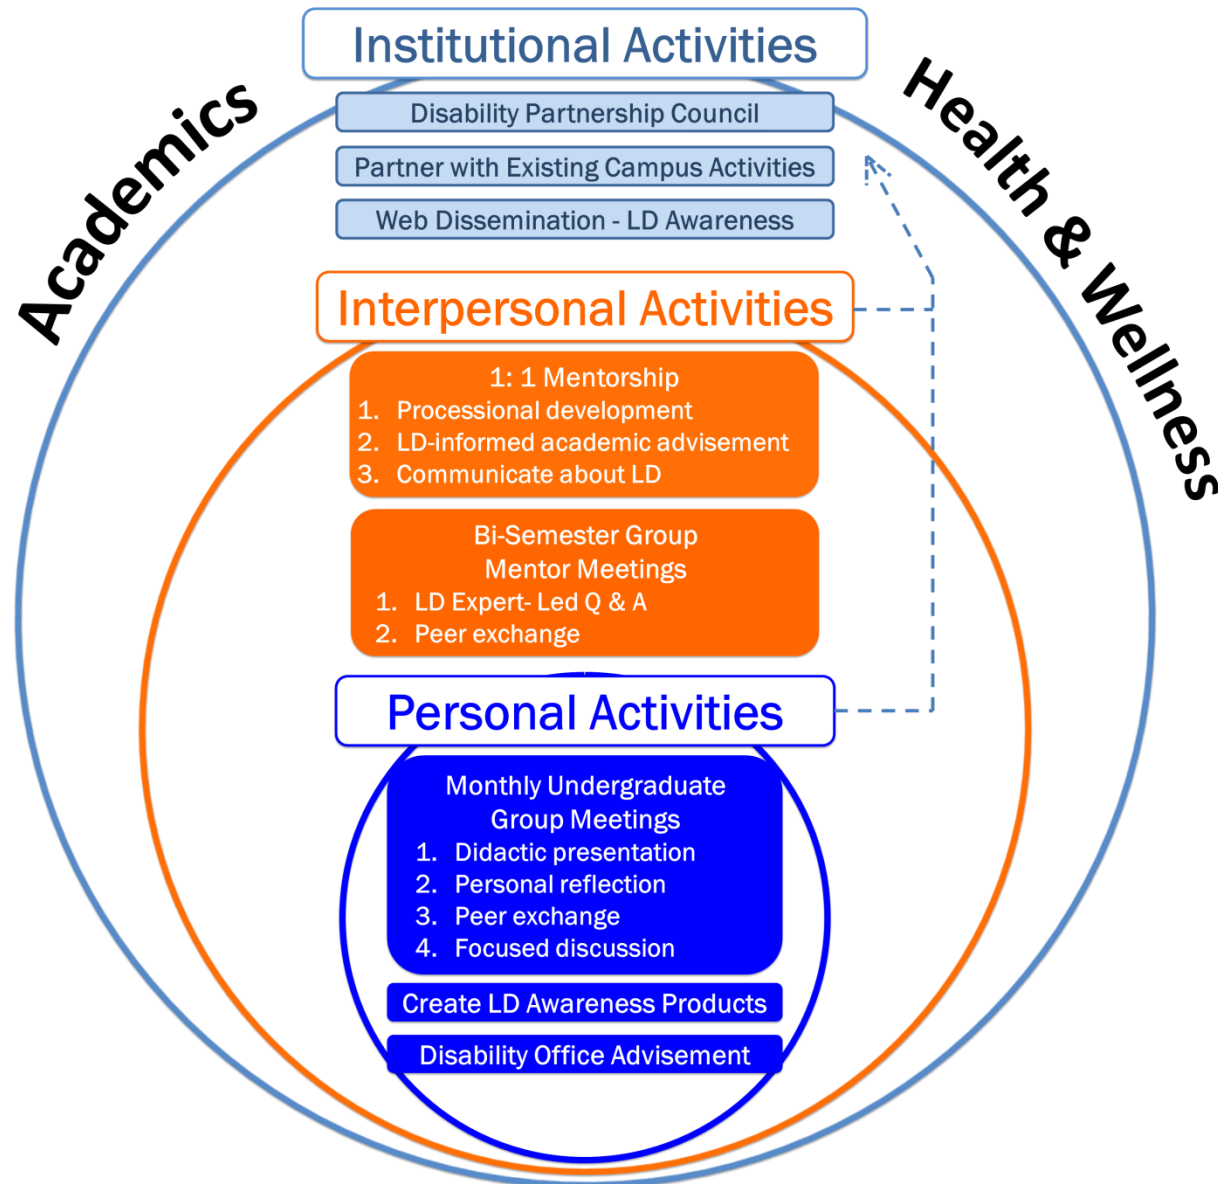 Institutional Activities
Academics
Health & Wellness
Disability Partnership Council
Partner with Existing Campus Activities
Web Dissemination - LD Awareness
Interpersonal Activities
1: 1 Mentorship
1. Processional development
2. LD-informed academic advisement
3. Communicate about LD
Bi-Semester Group
Mentor Meetings
1. LD Expert- Led Q & A
2. Peer exchange
Personal Activities
Monthly Undergraduate
Group Meetings
1. Didactic presentation
2. Personal reflection
3. Peer exchange
4. Focused discussion
Create LD Awareness Products
Disability Office Advisement